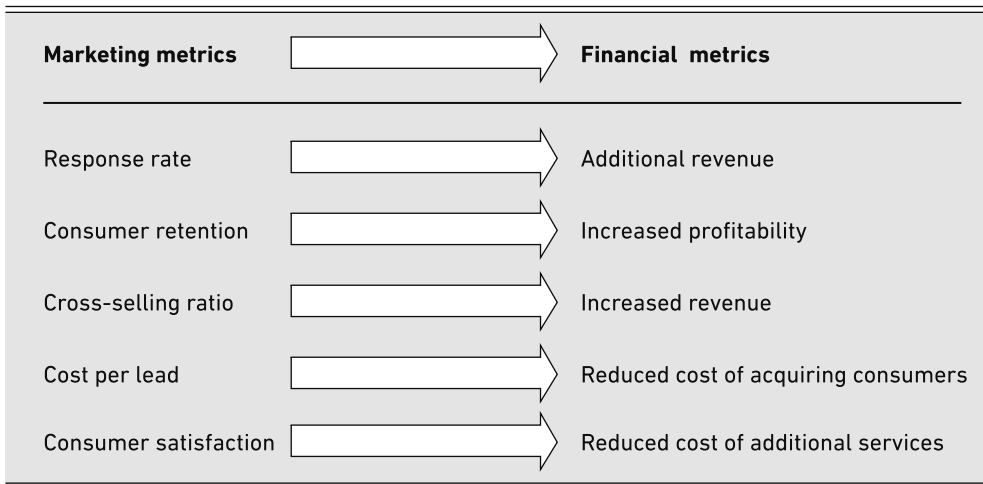 Marketing metrics Financial metrics
Response rate Additional revenue
Consumer retention Increased profitability
Cross-selling ratio Increased revenue
Cost per lead Reduced cost of acquiring consumers
Consumer satisfaction Reduced cost of additional services